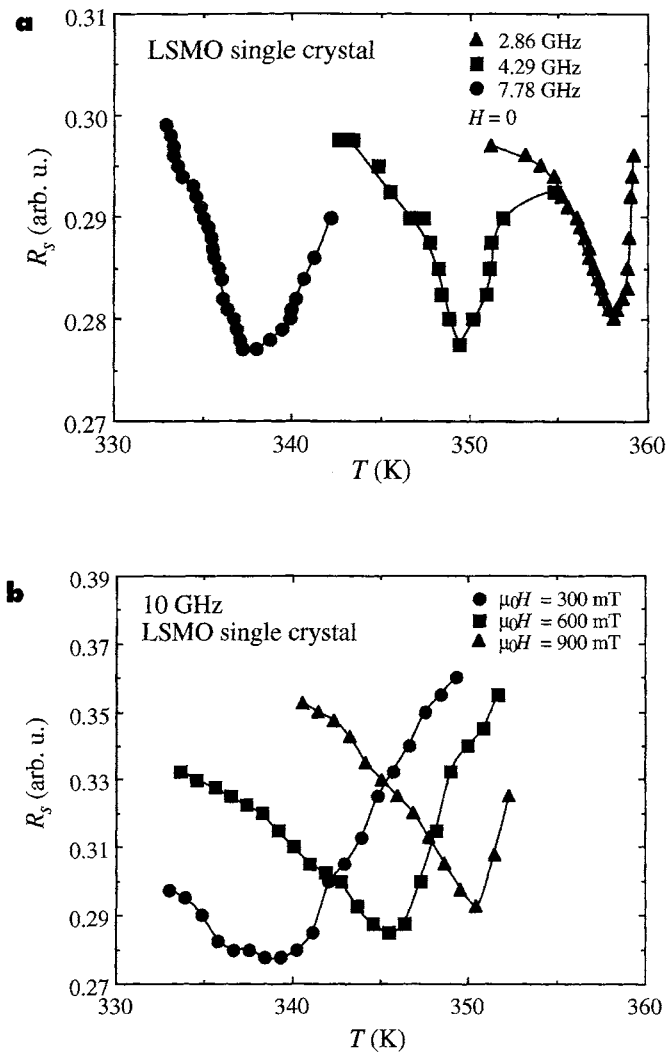 a
LSMO single crystal
▲ 2.86 GHz
■ 4.29 GHz
● 7.78 GHz
H = 0
0.30
0.29
0.28
0.27
R_s (arb. u.)
330
340
350
360
T (K)
b
10 GHz
LSMO single crystal
● μ₀H = 300 mT
■ μ₀H = 600 mT
▲ μ₀H = 900 mT
0.39
0.37
0.35
0.33
0.31
0.29
0.27
R_s (arb. u.)
330
340
350
360
T (K)